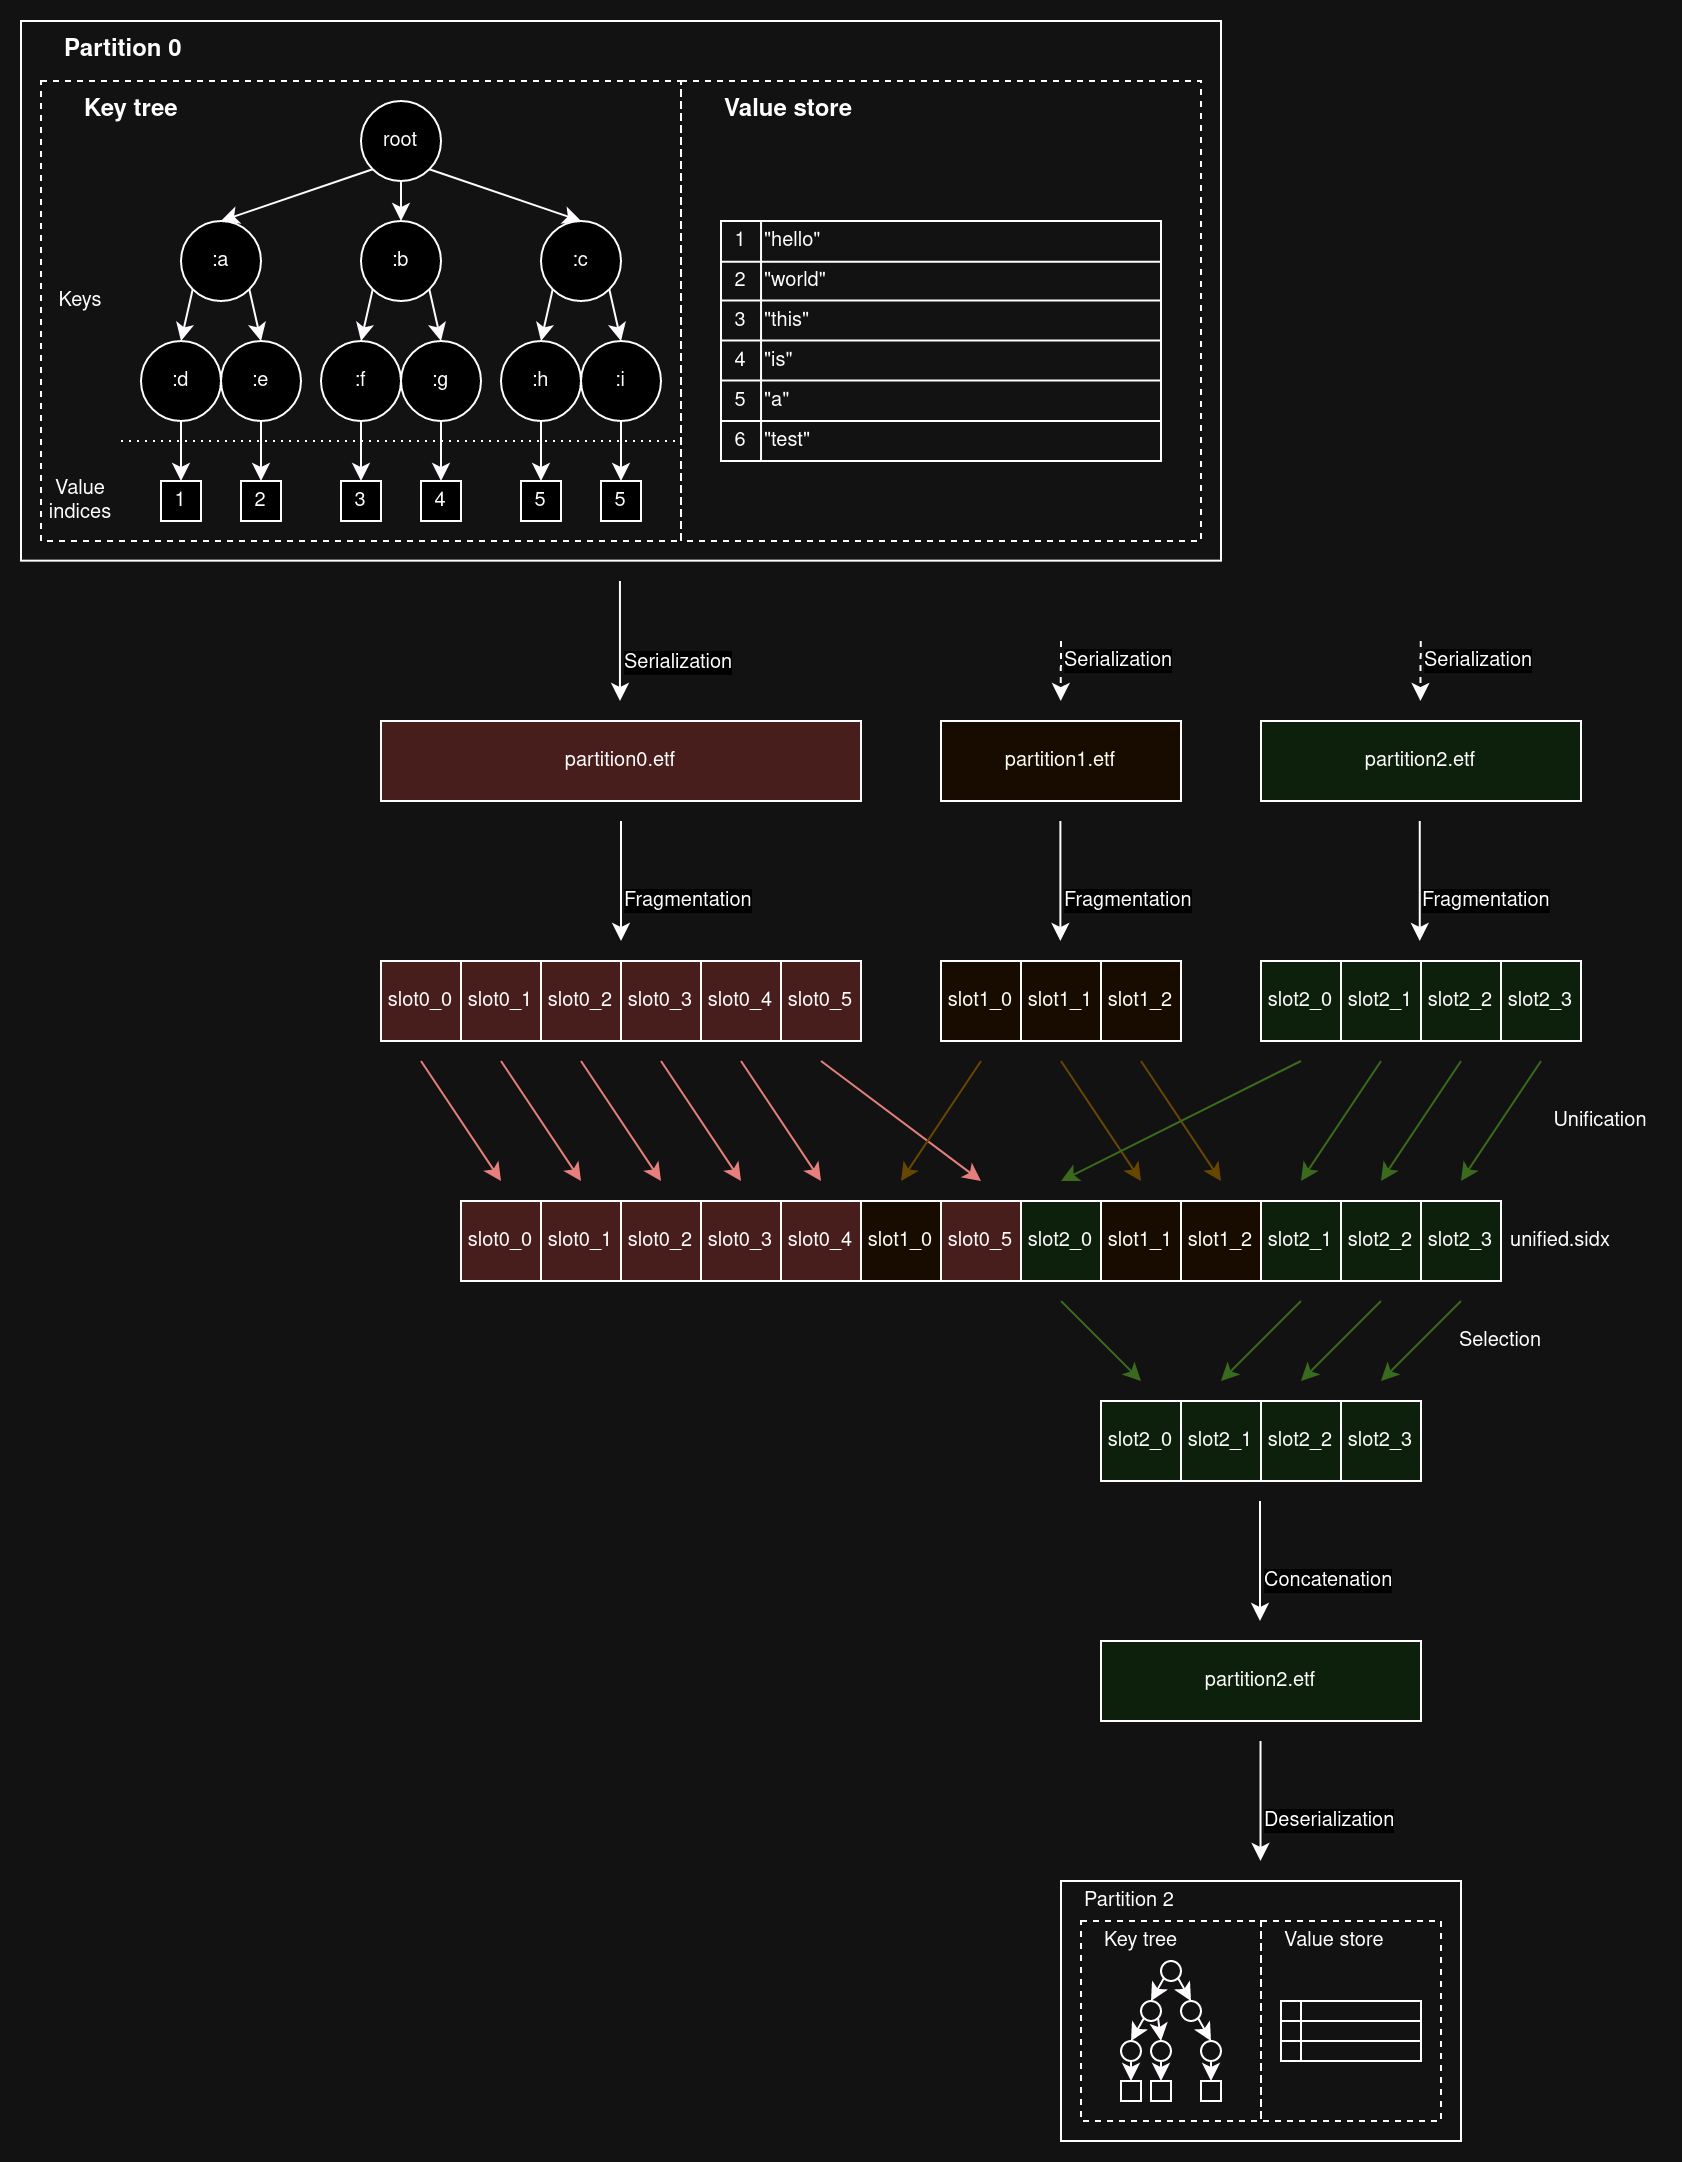 Partition 0
Key tree
Value store
root
:a
:b
:c
Keys
:d
:e
:f
:g
:h
:i
Value
indices
1
2
3
4
5
5
1 "hello"
2 "world"
3 "this"
4 "is"
5 "a"
6 "test"
Serialization
Serialization
Serialization
partition0.etf
partition1.etf
partition2.etf
Fragmentation
Fragmentation
Fragmentation
slot0_0 slot0_1 slot0_2 slot0_3 slot0_4 slot0_5
slot1_0 slot1_1 slot1_2
slot2_0 slot2_1 slot2_2 slot2_3
Unification
slot0_0 slot0_1 slot0_2 slot0_3 slot0_4 slot1_0 slot0_5 slot2_0 slot1_1 slot1_2 slot2_1 slot2_2 slot2_3 unified.sidx
Selection
slot2_0 slot2_1 slot2_2 slot2_3
Concatenation
partition2.etf
Deserialization
Partition 2
Key tree
Value store